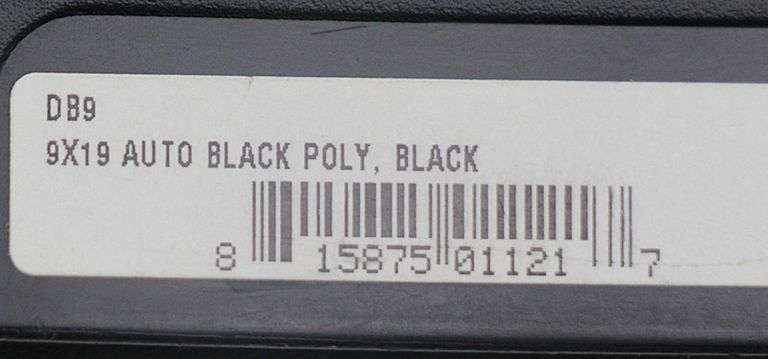 DB9
9X19 AUTO BLACK POLY, BLACK
8 15875 01121 7